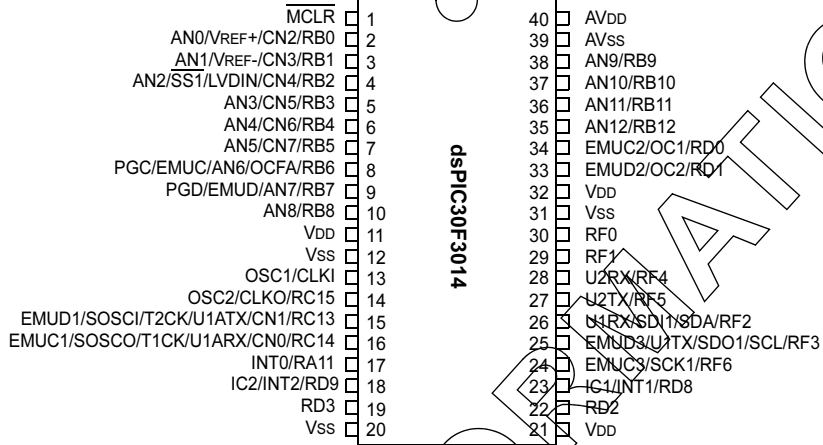 MCLR 1
AN0/VREF+/CN2/RB0 2
AN1/VREF-/CN3/RB1 3
AN2/SS1/LVDIN/CN4/RB2 4
AN3/CN5/RB3 5
AN4/CN6/RB4 6
AN5/CN7/RB5 7
PGC/EMUC/AN6/OCFA/RB6 8
PGD/EMUD/AN7/RB7 9
AN8/RB8 10
VDD 11
VSS 12
OSC1/CLKI 13
OSC2/CLKO/RC15 14
EMUD1/SOSCI/T2CK/U1ATX/CN1/RC13 15
EMUC1/SOSCO/T1CK/U1ARX/CN0/RC14 16
INT0/RA11 17
IC2/INT2/RD9 18
RD3 19
VSS 20
dsPIC30F3014
40 AVDD
39 AVSS
38 AN9/RB9
37 AN10/RB10
36 AN11/RB11
35 AN12/RB12
34 EMUC2/OC1/RD0
33 EMUD2/OC2/RD1
32 VDD
31 VSS
30 RF0
29 RF1
28 U2RX/RF4
27 U2TX/RF5
26 U1RX/SDI1/SDA/RF2
25 EMUD3/U1TX/SDO1/SCL/RF3
24 EMUC3/SCK1/RF6
23 IC1/INT1/RD8
22 RD2
21 VDD